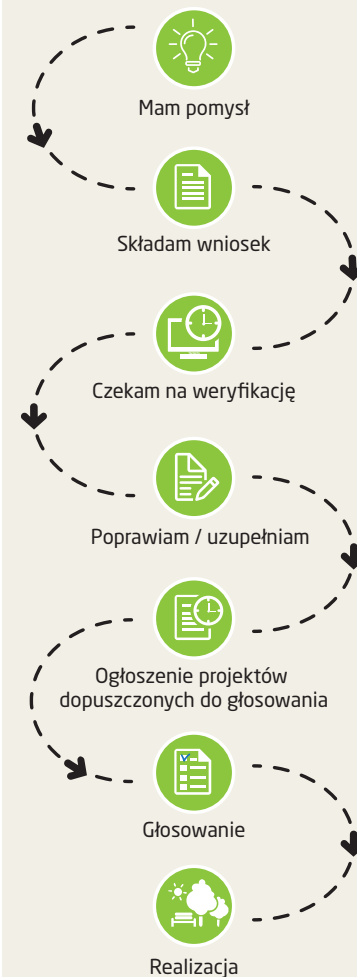 Mam pomysł
Składam wniosek
Czekam na weryfikację
Poprawiam / uzupełniam
Ogłoszenie projektów
dopuszczonych do głosowania
Głosowanie
Realizacja